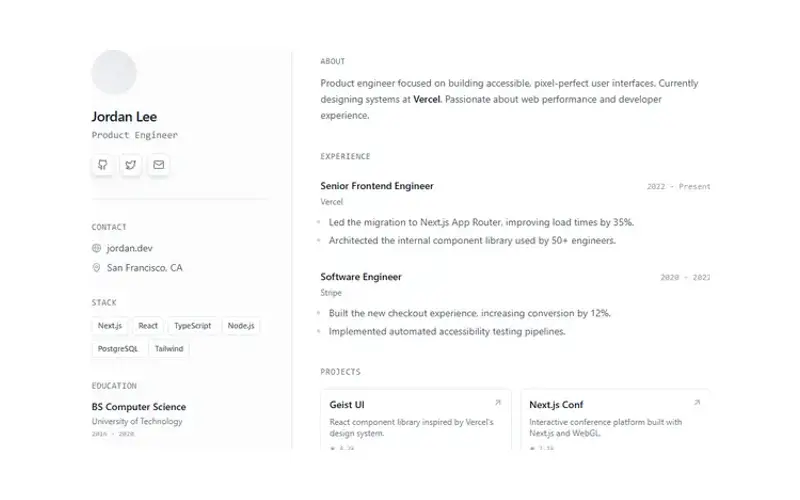 Jordan Lee
Product Engineer
CONTACT
jordan.dev
San Francisco, CA
STACK
Next.js
React
TypeScript
Node.js
PostgreSQL
Tailwind
EDUCATION
BS Computer Science
University of Technology
2016 - 2020
ABOUT
Product engineer focused on building accessible, pixel-perfect user interfaces. Currently
designing systems at Vercel. Passionate about web performance and developer
experience.
EXPERIENCE
Senior Frontend Engineer
2022 - Present
Vercel
Led the migration to Next.js App Router, improving load times by 35%.
Architected the internal component library used by 50+ engineers.
Software Engineer
2020 - 2022
Stripe
Built the new checkout experience, increasing conversion by 12%.
Implemented automated accessibility testing pipelines.
PROJECTS
Geist UI
React component library inspired by Vercel's
design system.
Next.js Conf
Interactive conference platform built with
Next.js and WebGL.